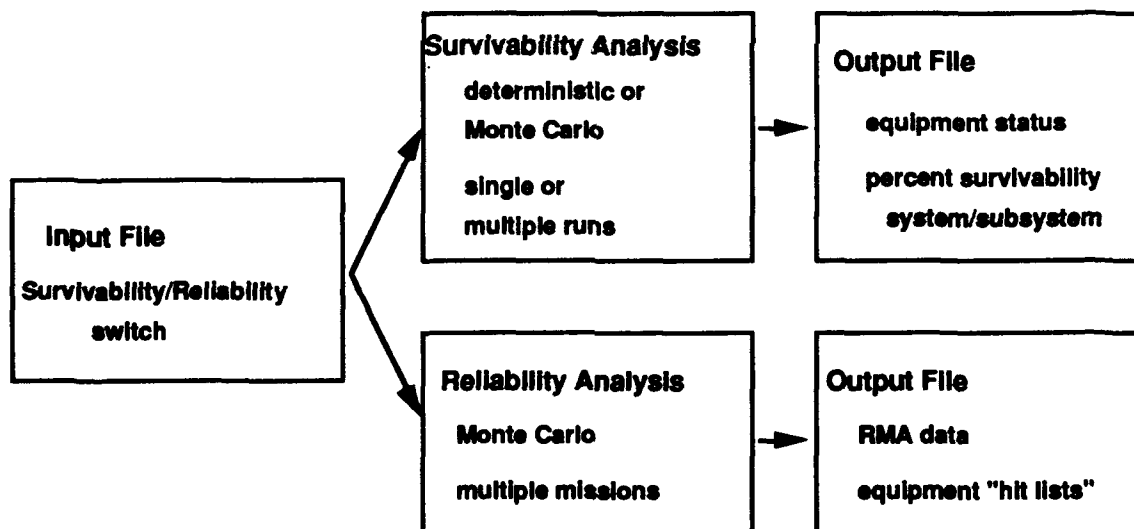 Input File
Survivability/Reliability
switch
Survivability Analysis
deterministic or
Monte Carlo
single or
multiple runs
Output File
equipment status
percent survivability
system/subsystem
Reliability Analysis
Monte Carlo
multiple missions
Output File
RMA data
equipment "hit lists"